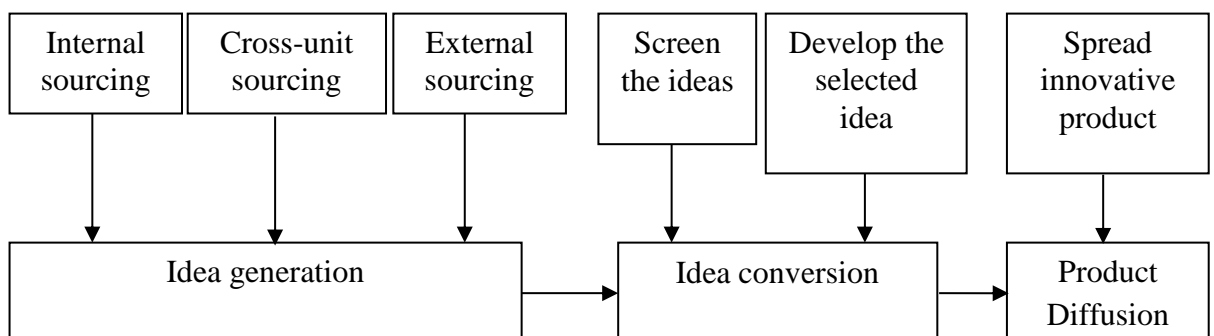 Internal
sourcing
Cross-unit
sourcing
External
sourcing
Screen
the ideas
Develop the
selected
idea
Spread
innovative
product
Idea generation
Idea conversion
Product
Diffusion